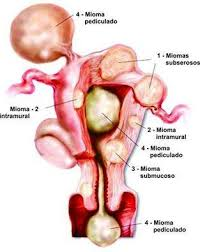 4 - Mioma
pediculado
1 - Miomas
subserosos
Mioma - 2
intramural
2 - Mioma
intramural
4 - Mioma
pediculado
3 - Mioma
submucoso
4 - Mioma
pediculado